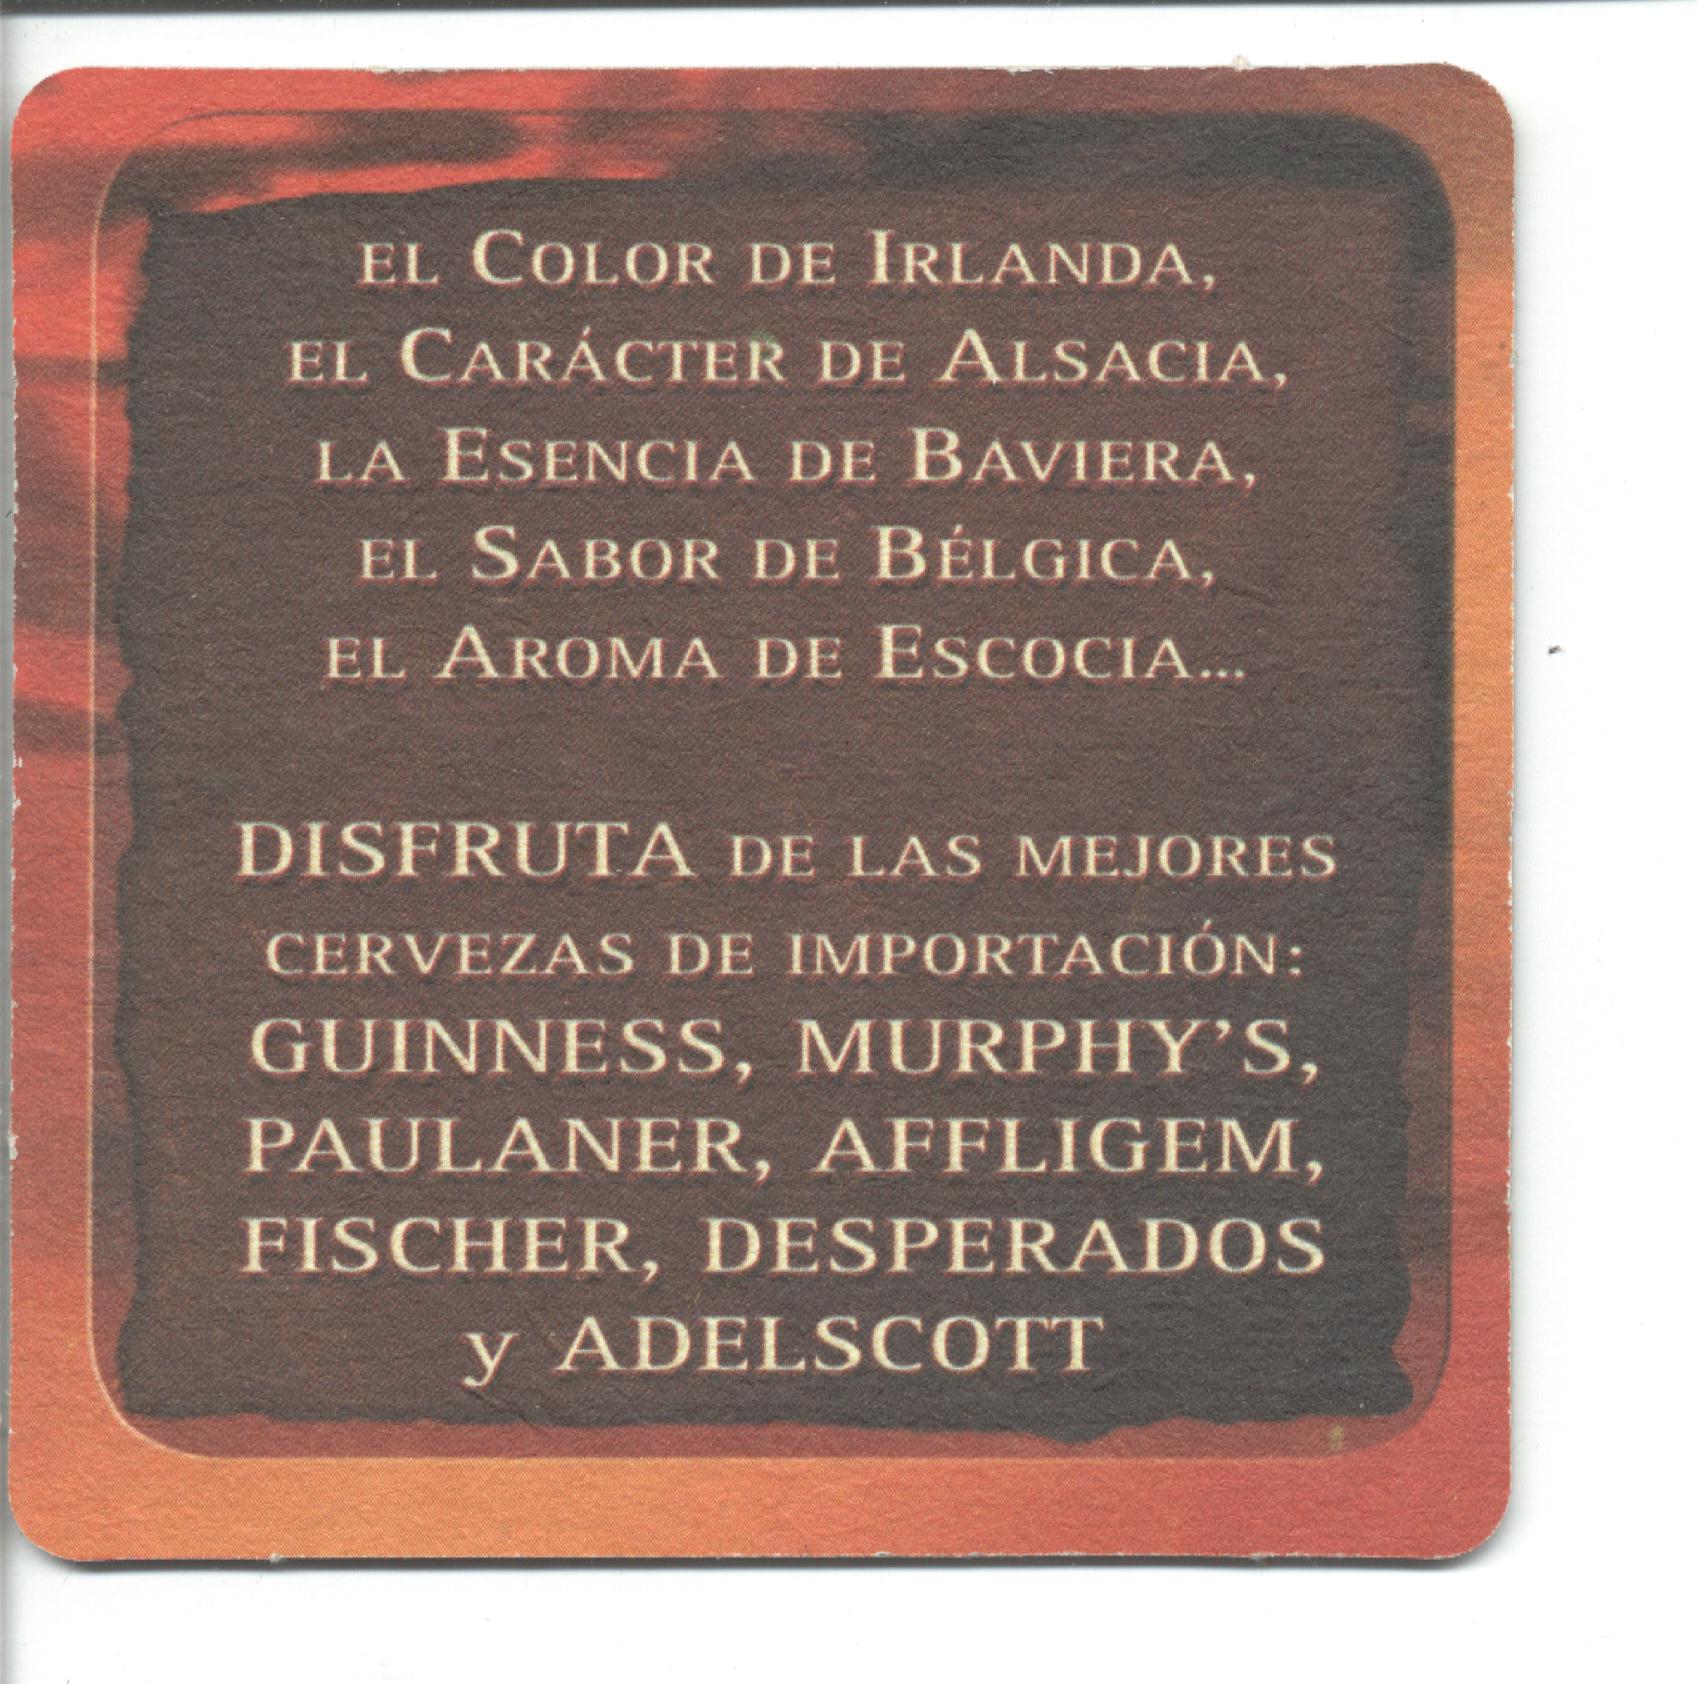 EL COLOR DE IRLANDA,
EL CARÁCTER DE ALSACIA,
LA ESENCIA DE BAVIERA,
EL SABOR DE BÉLGICA,
EL AROMA DE ESCOCIA...
DISFRUTA DE LAS MEJORES
CERVEZAS DE IMPORTACIÓN:
GUINNESS, MURPHY'S,
PAULANER, AFFLIGEM,
FISCHER, DESPERADOS
y ADELSCOTT